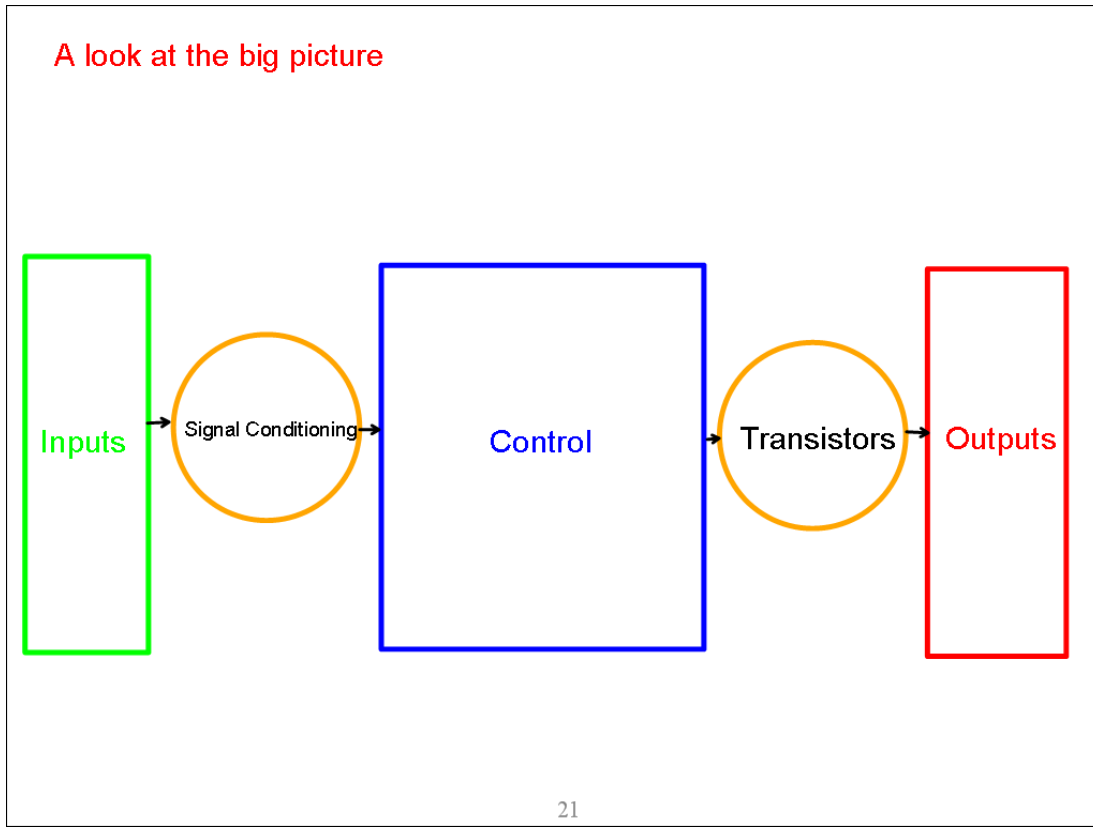 A look at the big picture
Inputs
Signal Conditioning
Control
Transistors
Outputs
21